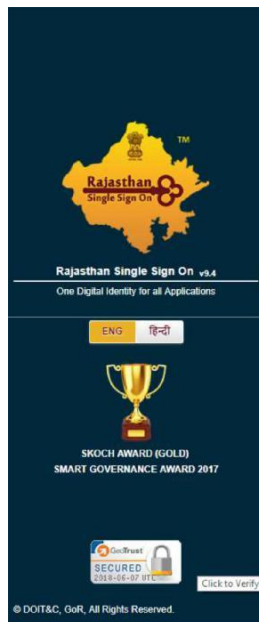 TM
Rajasthan
Single Sign On
Rajasthan Single Sign On v9.4
One Digital Identity for all Applications
ENG हिन्दी
SKOCH AWARD (GOLD)
SMART GOVERNANCE AWARD 2017
GeoTrust
SECURED
2018-06-07 UTC
Click to Verify
© DOIT&C, GoR, All Rights Reserved.